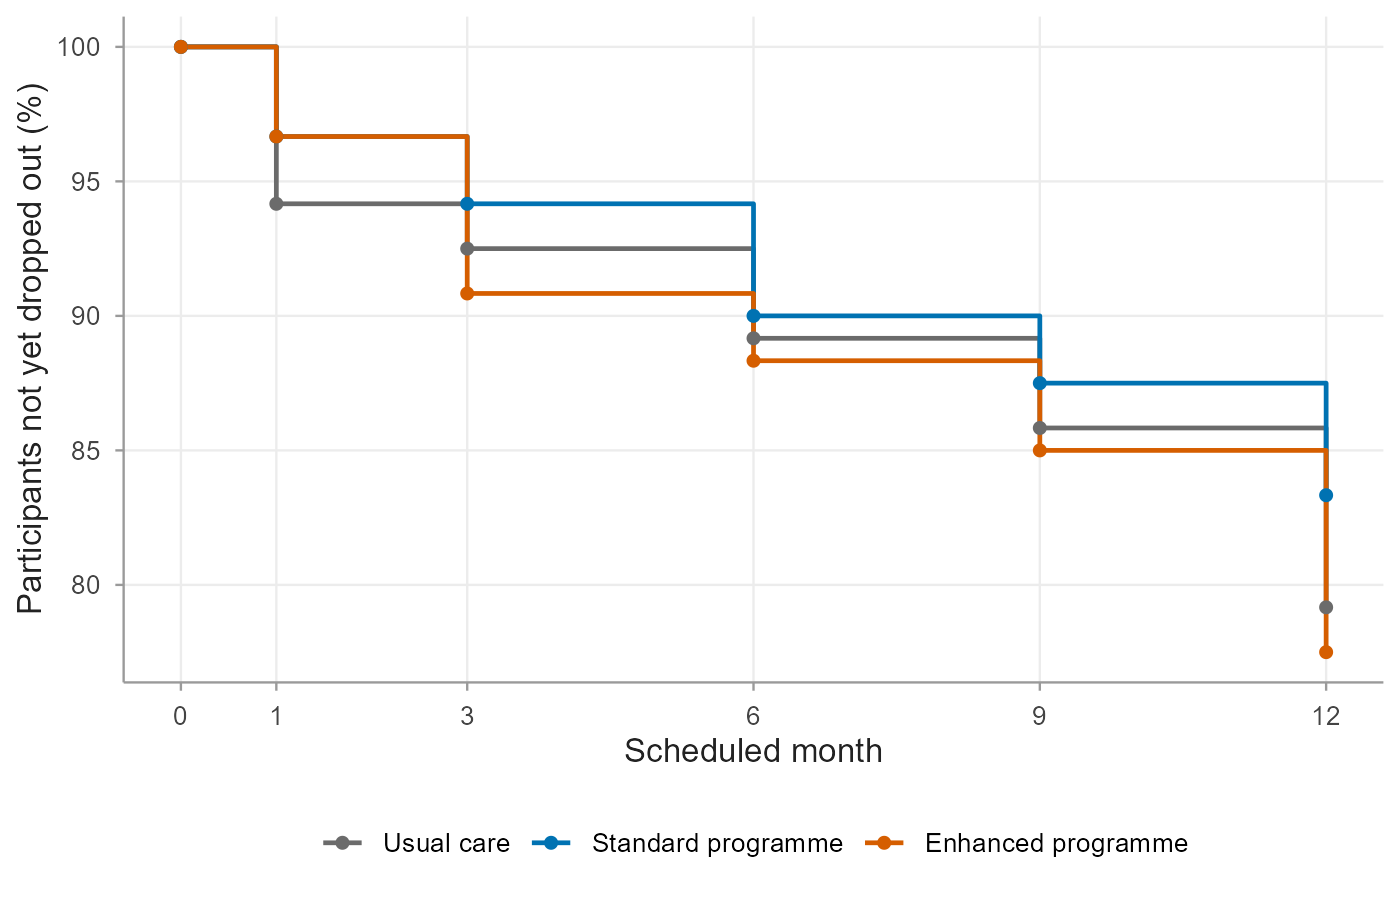 Participants not yet dropped out (%)
100
95
90
85
80
0 1 3 6 9 12
Scheduled month
Usual care Standard programme Enhanced programme